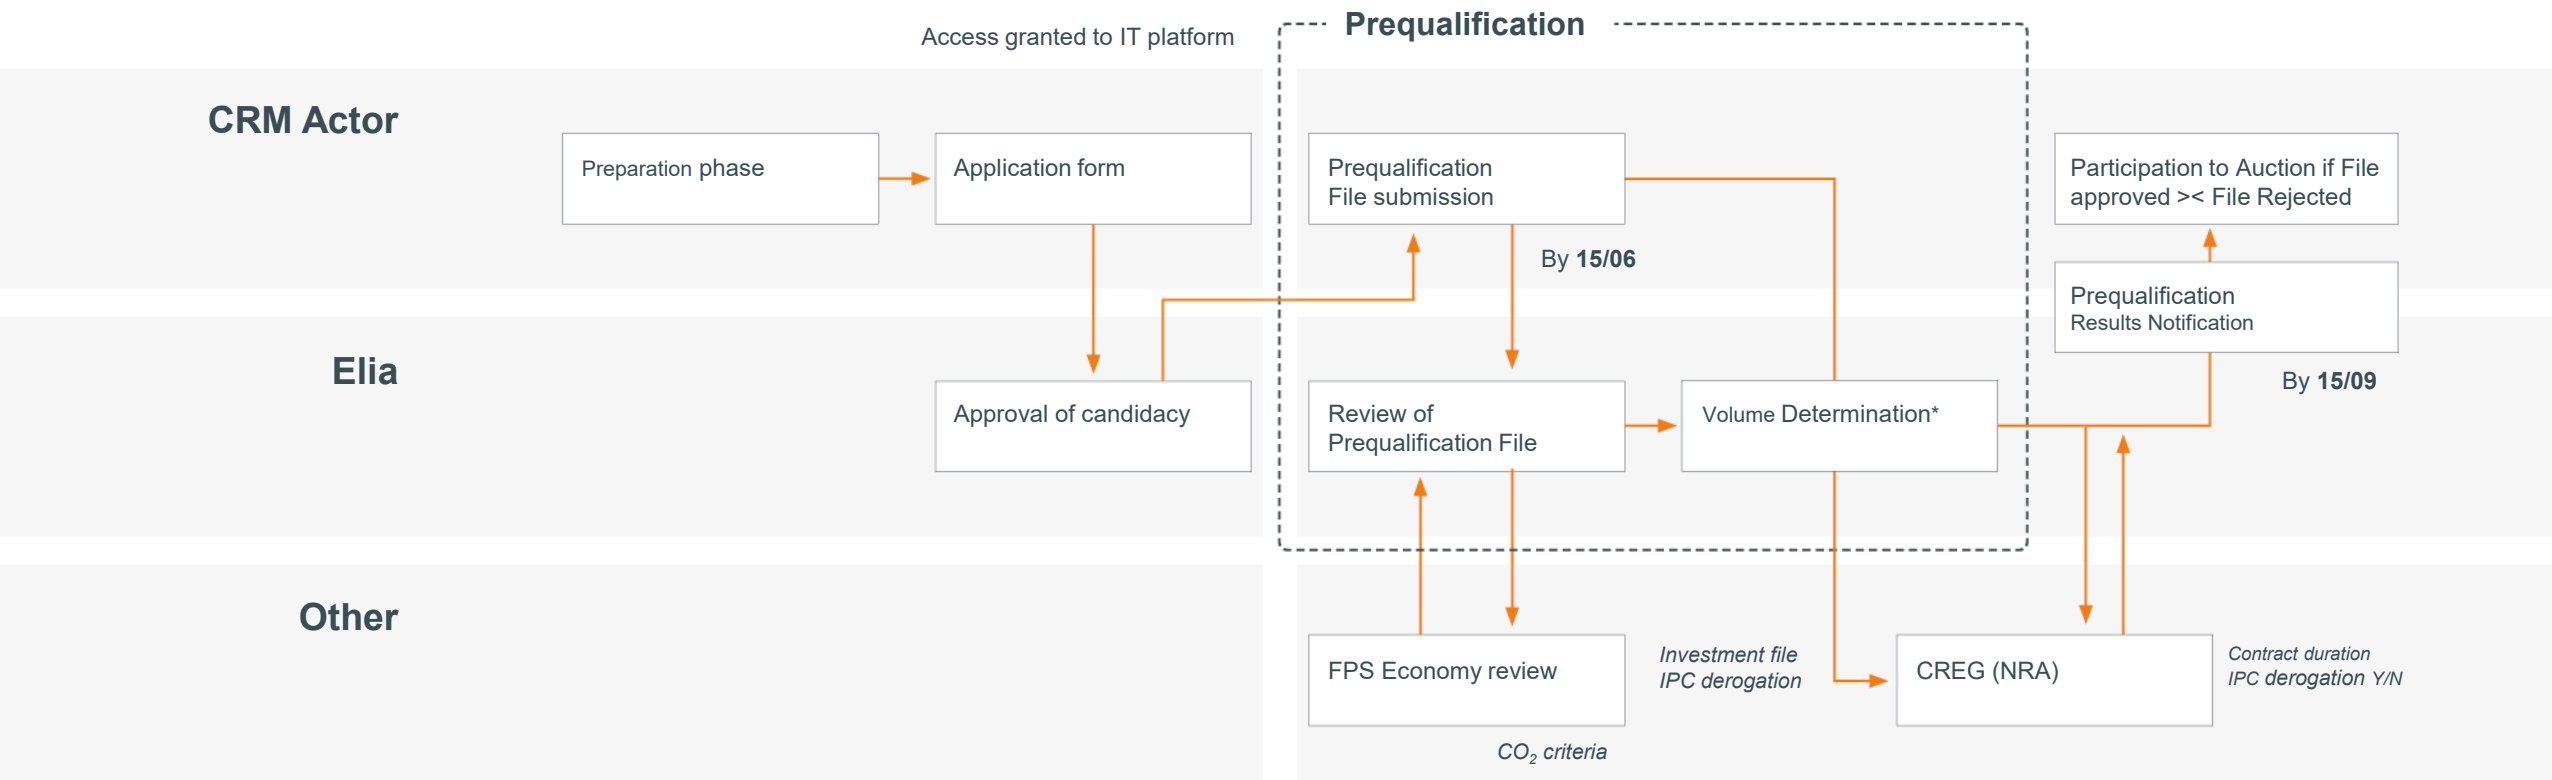 Access granted to IT platform
Prequalification
CRM Actor
Preparation phase
Application form
Prequalification
File submission
Participation to Auction if File
approved >< File Rejected
By 15/06
Prequalification
Results Notification
By 15/09
Elia
Approval of candidacy
Review of
Prequalification File
Volume Determination*
Other
FPS Economy review
Investment file
IPC derogation
CREG (NRA)
Contract duration
IPC derogation Y/N
CO₂ criteria